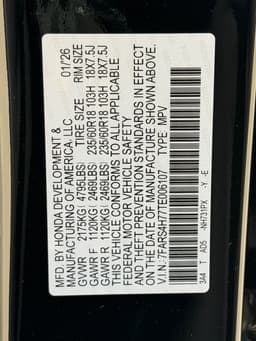 MFD. BY HONDA DEVELOPMENT & 01/26
MANUFACTURING OF AMERICA, LLC
GVWR 2175KG( 4795LBS) TIRE SIZE RIM SIZE
GAWR F 1120KG( 2469LBS) 235/60R18 103H 18X7.5J
GAWR R 1120KG( 2469LBS) 235/60R18 103H 18X7.5J
THIS VEHICLE CONFORMS TO ALL APPLICABLE
FEDERAL MOTOR VEHICLE SAFETY
AND THEFT PREVENTION STANDARDS IN EFFECT
ON THE DATE OF MANUFACTURE SHOWN ABOVE.
V.I.N.:7FARS4H77TE006107 TYPE: MPV
3A4 T A05 -NH731PX -Y -E